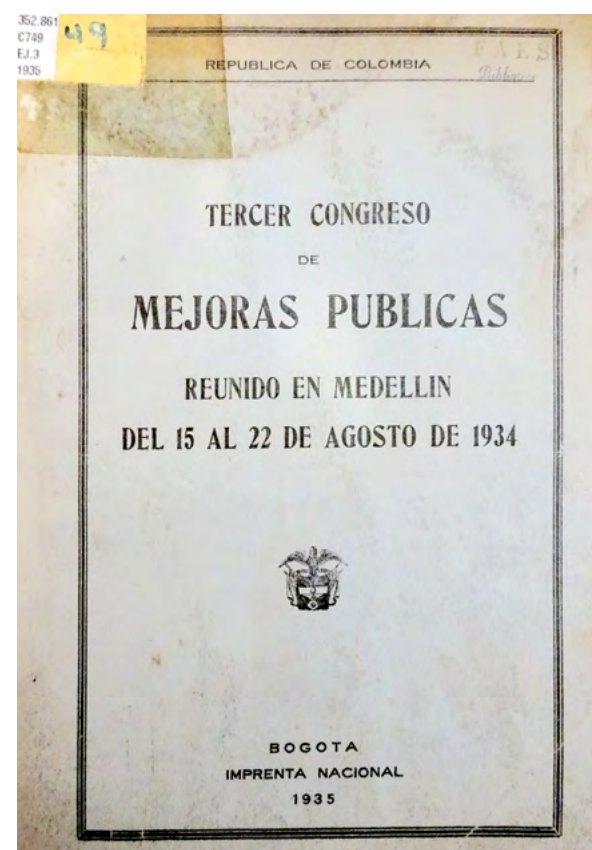 352.861
C749
EJ.3
1935
49
FAES
Biblioteca
REPUBLICA DE COLOMBIA
TERCER CONGRESO
DE
MEJORAS PUBLICAS
REUNIDO EN MEDELLIN
DEL 15 AL 22 DE AGOSTO DE 1934
BOGOTA
IMPRENTA NACIONAL
1935